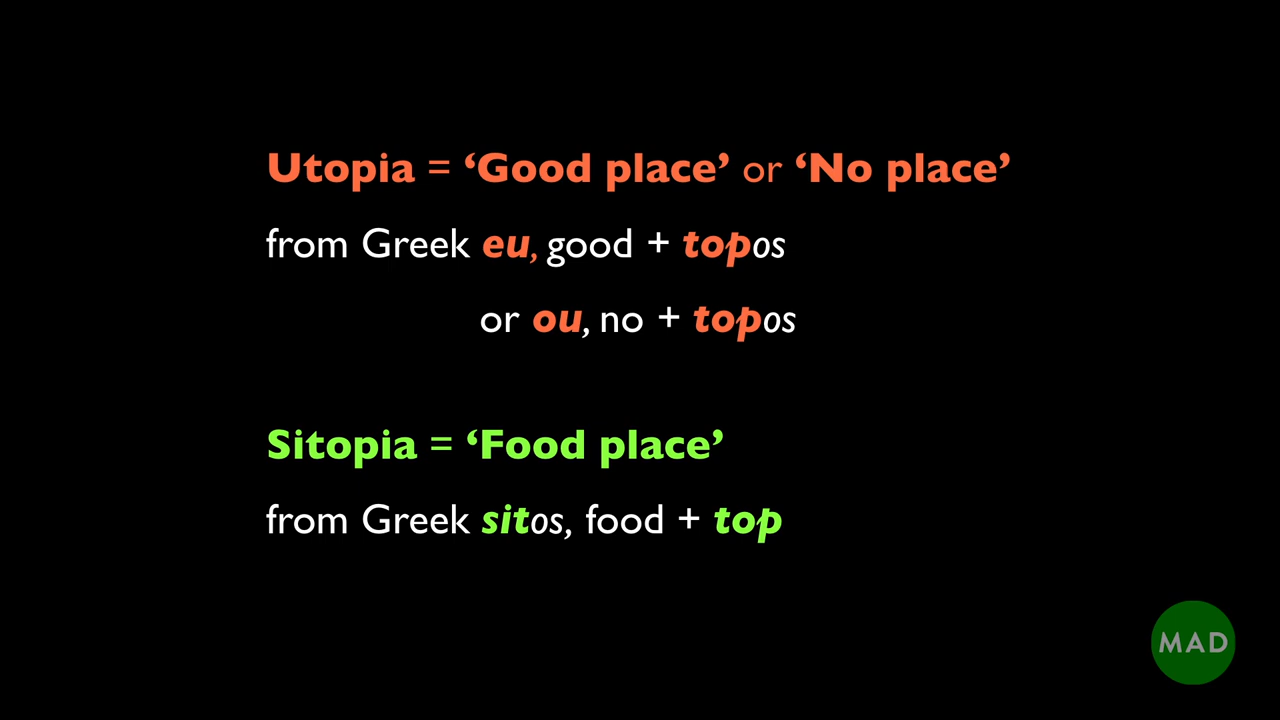 Utopia = ‘Good place’ or ‘No place’
from Greek eu, good + topos
or ou, no + topos
Sitopia = ‘Food place’
from Greek sitos, food + top
MAD